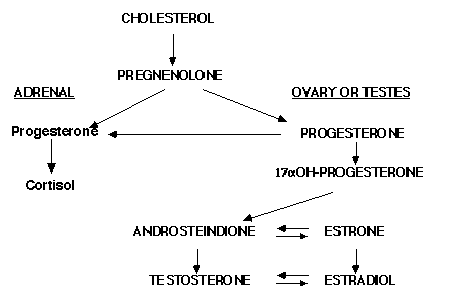 CHOLESTEROL
PREGNENOLONE
ADRENAL
OVARY OR TESTES
Progesterone
PROGESTERONE
17αOH-PROGESTERONE
Cortisol
ANDROSTEINDIONE
ESTRONE
TESTOSTERONE
ESTRADIOL